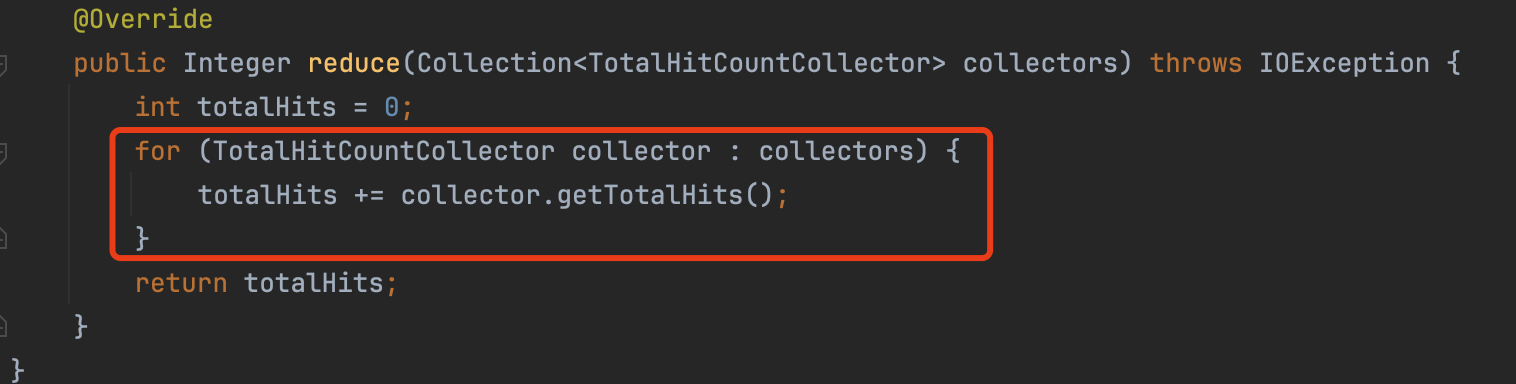 @Override
public Integer reduce(Collection<TotalHitCountCollector> collectors) throws IOException {
int totalHits = 0;
for (TotalHitCountCollector collector : collectors) {
totalHits += collector.getTotalHits();
}
return totalHits;
}
}